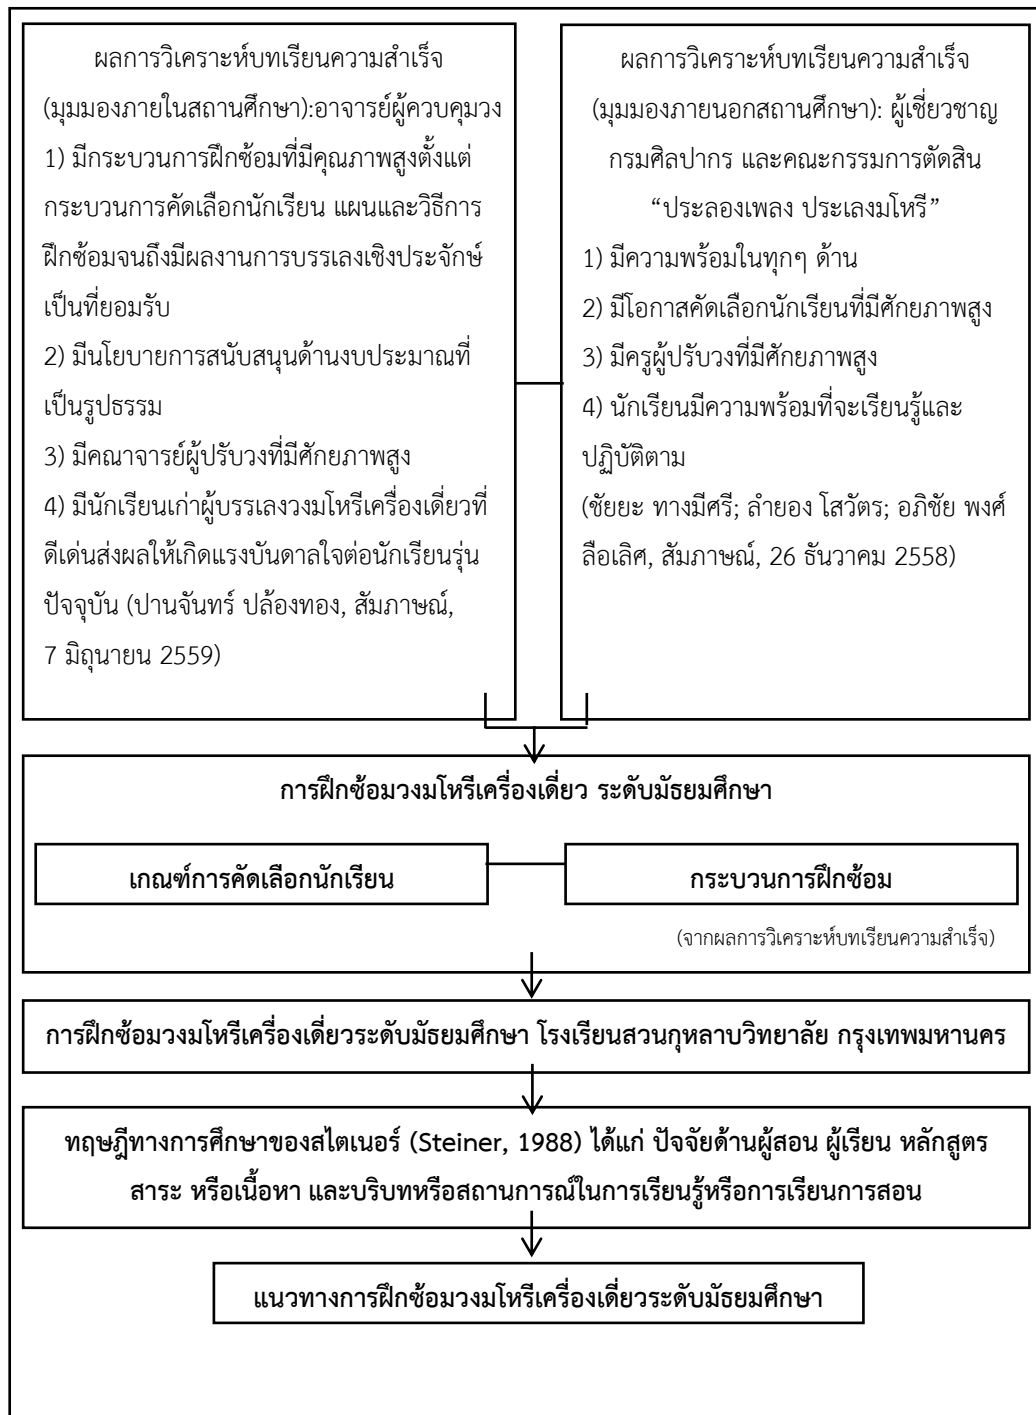 ผลการวิเคราะห์บทเรียนความสำเร็จ
(มุมมองภายในสถานศึกษา):อาจารย์ผู้ควบคุมวง
1) มีกระบวนการฝึกซ้อมที่มีคุณภาพสูงตั้งแต่
กระบวนการคัดเลือกนักเรียน แผนและวิธีการ
ฝึกซ้อมจนถึงมีผลงานการบรรเลงเชิงประจักษ์
เป็นที่ยอมรับ
2) มีนโยบายการสนับสนุนด้านงบประมาณที่
เป็นรูปธรรม
3) มีคณาจารย์ผู้ปรับวงที่มีศักยภาพสูง
4) มีนักเรียนเก่าผู้บรรเลงวงมโหรีเครื่องเดี่ยวที่
ดีเด่นส่งผลให้เกิดแรงบันดาลใจต่อนักเรียนรุ่น
ปัจจุบัน (ปานจันทร์ ปล้องทอง, สัมภาษณ์,
7 มิถุนายน 2559)
ผลการวิเคราะห์บทเรียนความสำเร็จ
(มุมมองภายนอกสถานศึกษา): ผู้เชี่ยวชาญ
กรมศิลปากร และคณะกรรมการตัดสิน
“ประลองเพลง ประเลงมโหรี”
1) มีความพร้อมในทุกๆ ด้าน
2) มีโอกาสคัดเลือกนักเรียนที่มีศักยภาพสูง
3) มีครูผู้ปรับวงที่มีศักยภาพสูง
4) นักเรียนมีความพร้อมที่จะเรียนรู้และ
ปฏิบัติตาม
(ชัยยะ ทางมีศรี; ลำยอง โสวัตร; อภิชัย พงศ์
ลือเลิศ, สัมภาษณ์, 26 ธันวาคม 2558)
การฝึกซ้อมวงมโหรีเครื่องเดี่ยว ระดับมัธยมศึกษา
เกณฑ์การคัดเลือกนักเรียน
กระบวนการฝึกซ้อม
(จากผลการวิเคราะห์บทเรียนความสำเร็จ)
การฝึกซ้อมวงมโหรีเครื่องเดี่ยวระดับมัธยมศึกษา โรงเรียนสวนกุหลาบวิทยาลัย กรุงเทพมหานคร
ทฤษฎีทางการศึกษาของสไตเนอร์ (Steiner, 1988) ได้แก่ ปัจจัยด้านผู้สอน ผู้เรียน หลักสูตร
สาระ หรือเนื้อหา และบริบทหรือสถานการณ์ในการเรียนรู้หรือการเรียนการสอน
แนวทางการฝึกซ้อมวงมโหรีเครื่องเดี่ยวระดับมัธยมศึกษา